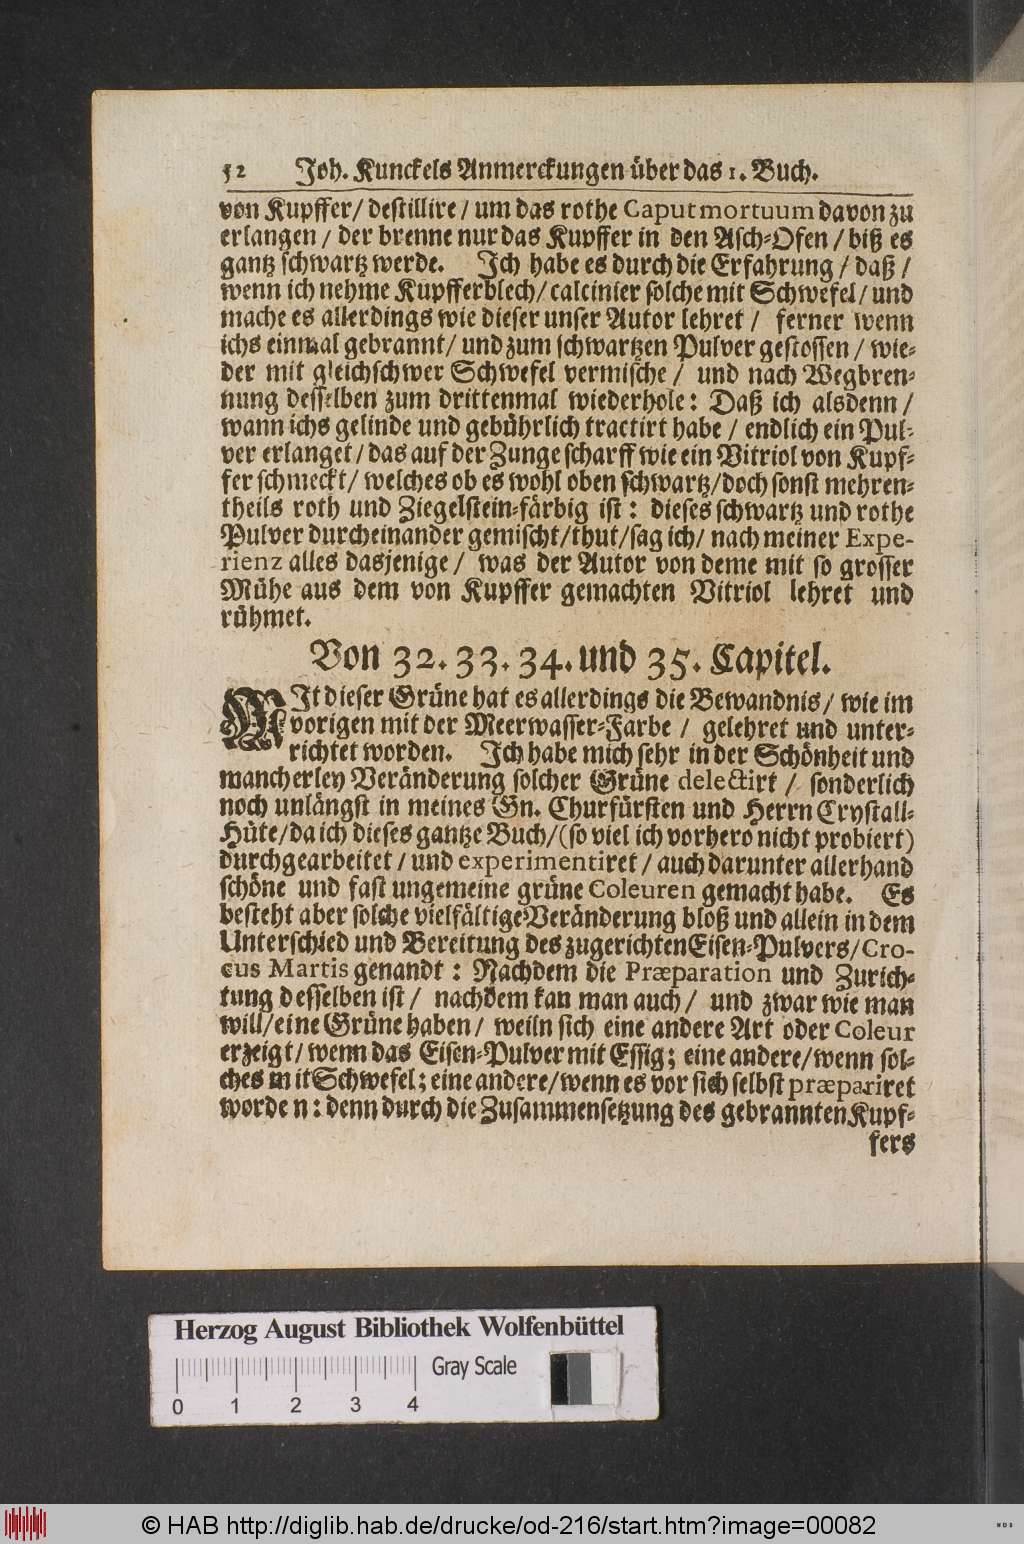 52 Joh. Kunckels Anmerckungen über das 1. Buch.
von Kupffer/ destillire/ um das rothe Caput mortuum davon zu
erlangen / der brenne nur das Kupffer in den Asch-Ofen / biß es
gantz schwartz werde. Ich habe es durch die Erfahrung / daß /
wenn ich nehme Kupfferblech/ calcinier solche mit Schwefel/ und
mache es allerdings wie dieser unser Autor lehret / ferner wenn
ichs einmal gebrannt/ und zum schwartzen Pulver gestossen / wie-
der mit gleichschwer Schwefel vermische / und nach Wegbren-
nung desselben zum drittenmal wiederhole: Daß ich alsdenn /
wann ichs gelinde und gebührlich tractirt habe / endlich ein Pul-
ver erlanget / das auf der Zunge scharff wie ein Vitriol von Kupf-
fer schmeckt/ welches ob es wohl oben schwartz/doch sonst mehren-
theils roth und Ziegelstein-färbig ist: dieses schwartz und rothe
Pulver durcheinander gemischt/thut/sag ich/ nach meiner Expe-
rienz alles dasjenige / was der Autor von deme mit so grosser
Mühe aus dem von Kupffer gemachten Vitriol lehret und
rühmet.
Von 32. 33. 34. und 35. Capitel.
MIt dieser Grüne hat es allerdings die Bewandnis / wie im
vorigen mit der Meerwasser-Farbe / gelehret und unter-
richtet worden. Ich habe mich sehr in der Schönheit und
mancherley Veränderung solcher Grüne delectirt / sonderlich
noch unlängst in meines Gn. Churfürsten und Herrn Crystall-
Hüte/da ich dieses gantze Buch/(so viel ich vorhero nicht probiert)
durchgearbeitet / und experimentiret / auch darunter allerhand
schöne und fast ungemeine grüne Coleuren gemacht habe. Es
besteht aber solche vielfältige Veränderung bloß und allein in dem
Unterschied und Bereitung des zugerichten Eisen-Pulvers/ Cro-
cus Martis genandt : Nachdem die Præparation und Zurich-
tung desselben ist / nachdem kan man auch / und zwar wie man
will/eine Grüne haben / weiln sich eine andere Art oder Coleur
erzeigt / wenn das Eisen-Pulver mit Essig; eine andere/wenn sol-
ches mit Schwefel; eine andere/wenn es vor sich selbst præpariret
worden : denn durch die Zusammensetzung des gebrannten Kupf-
fers
Herzog August Bibliothek Wolfenbüttel
Gray Scale
0 1 2 3 4
© HAB http://diglib.hab.de/drucke/od-216/start.htm?image=00082